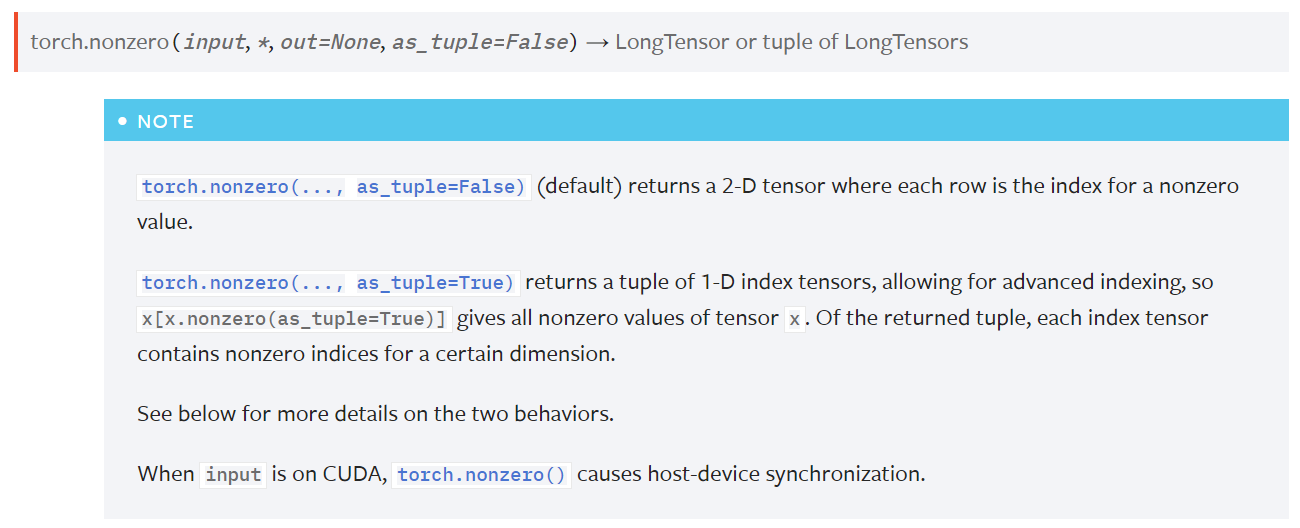 torch.nonzero(input, *, out=None, as_tuple=False) → LongTensor or tuple of LongTensors
• NOTE
torch.nonzero(..., as_tuple=False) (default) returns a 2-D tensor where each row is the index for a nonzero
value.
torch.nonzero(..., as_tuple=True) returns a tuple of 1-D index tensors, allowing for advanced indexing, so
x[x.nonzero(as_tuple=True)] gives all nonzero values of tensor x. Of the returned tuple, each index tensor
contains nonzero indices for a certain dimension.
See below for more details on the two behaviors.
When input is on CUDA, torch.nonzero() causes host-device synchronization.